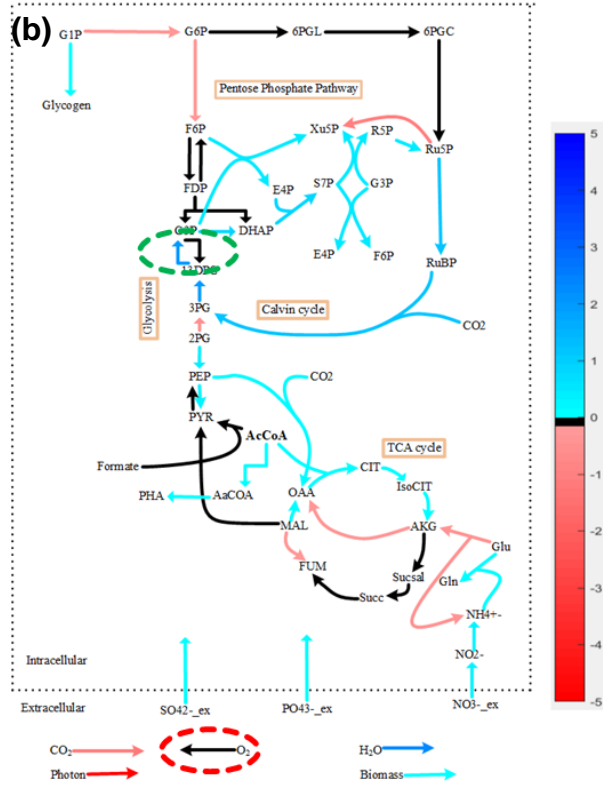 (b)
G1P G6P 6PGL 6PGC
Glycogen
Pentose Phosphate Pathway
F6P Xu5P R5P Ru5P
FDP E4P S7P G3P
DHAP
E4P F6P RuBP
Glycolysis
3PG Calvin cycle
2PG CO2
PEP CO2
PYR
AcCoA TCA cycle
Formate CIT
PHA AaCOA OAA IsoCIT
MAL AKG
FUM Glu
Sucsal Gln
Succ NH4+-
NO2-
Intracellular
Extracellular SO42-_ex PO43-_ex NO3-_ex
CO₂ O₂ H₂O
Photon Biomass
5
4
3
2
1
0
-1
-2
-3
-4
-5